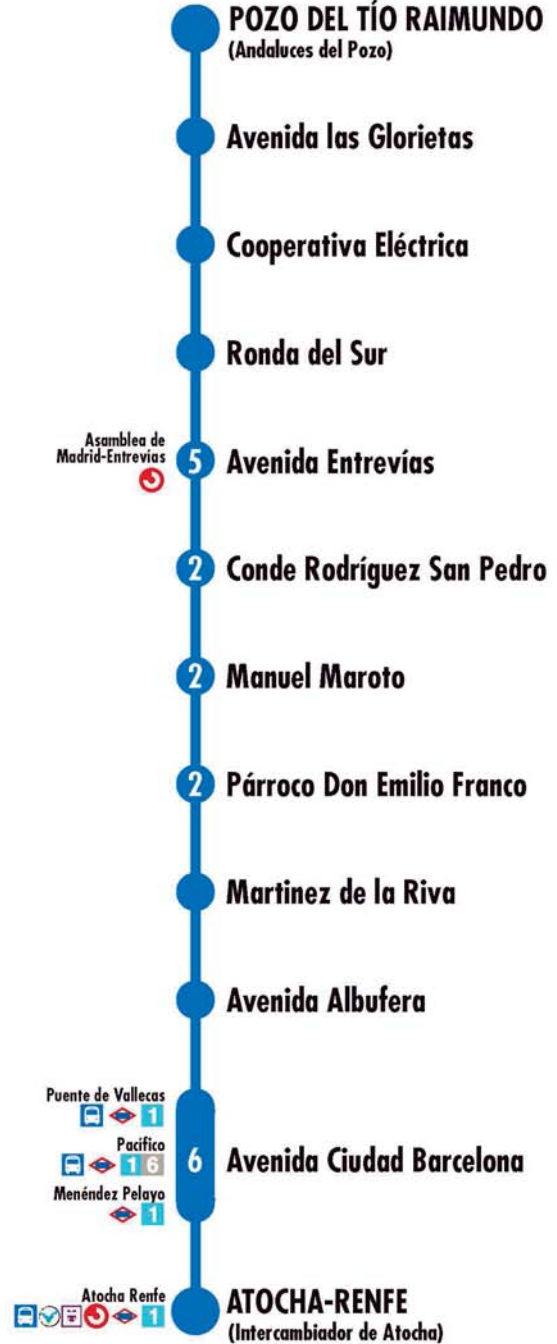 POZO DEL TÍO RAIMUNDO
(Andaluces del Pozo)
Avenida las Glorietas
Cooperativa Eléctrica
Ronda del Sur
Asamblea de
Madrid-Entrevias
5 Avenida Entrevías
2 Conde Rodríguez San Pedro
2 Manuel Maroto
2 Párroco Don Emilio Franco
Martinez de la Riva
Avenida Albufera
Puente de Vallecas
1
Pacífico
1 6
6 Avenida Ciudad Barcelona
Menéndez Pelayo
1
Atocha Renfe
1
ATOCHA-RENFE
(Intercambiador de Atocha)